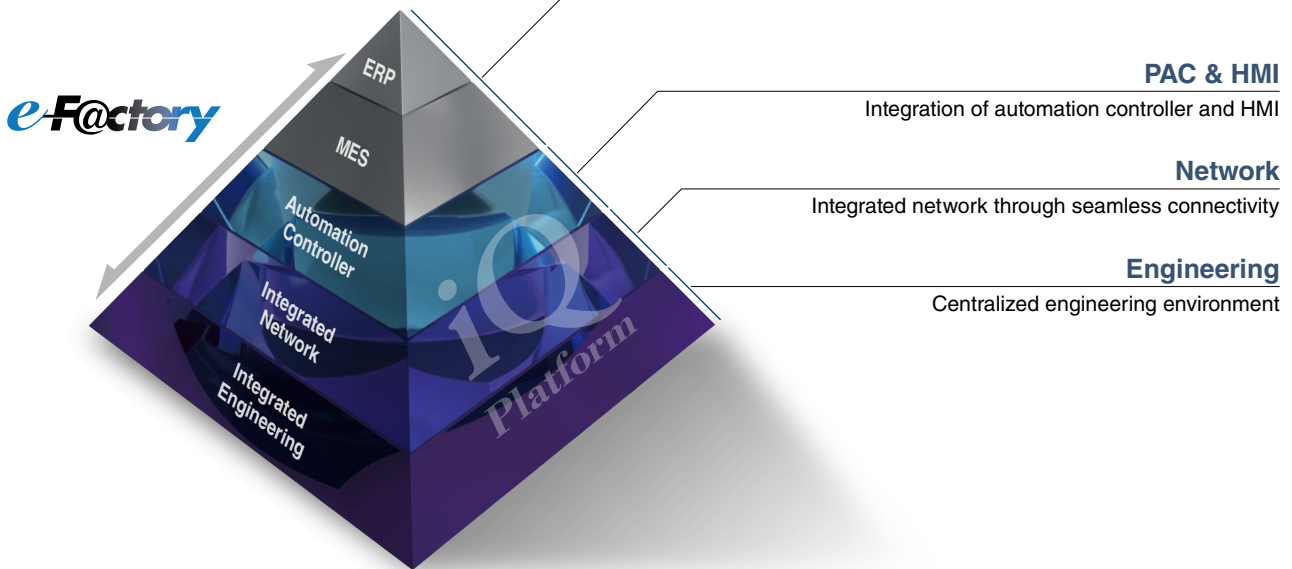 e-F@ctory
ERP
MES
Automation
Controller
Integrated
Network
Integrated
Engineering
iQ
Platform
PAC & HMI
Integration of automation controller and HMI
Network
Integrated network through seamless connectivity
Engineering
Centralized engineering environment